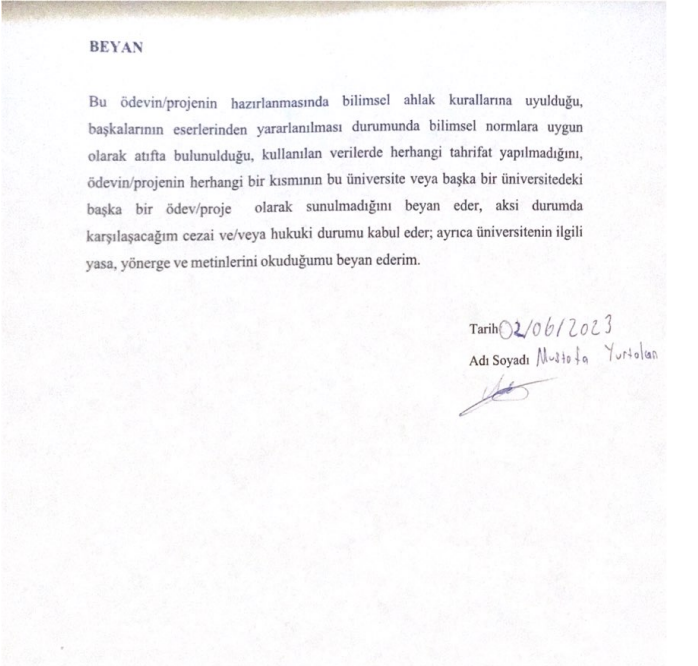 BEYAN
Bu ödevin/projenin hazırlanmasında bilimsel ahlak kurallarına uyulduğu,
başkalarının eserlerinden yararlanılması durumunda bilimsel normlara uygun
olarak atıfta bulunulduğu, kullanılan verilerde herhangi tahrifat yapılmadığını,
ödevin/projenin herhangi bir kısmının bu üniversite veya başka bir üniversitedeki
başka bir ödev/proje olarak sunulmadığını beyan eder, aksi durumda
karşılaşacağım cezai ve/veya hukuki durumu kabul eder; ayrıca üniversitenin ilgili
yasa, yönerge ve metinlerini okuduğumu beyan ederim.
Tarih 02/06/2023
Adı Soyadı Mustafa Yurtalan